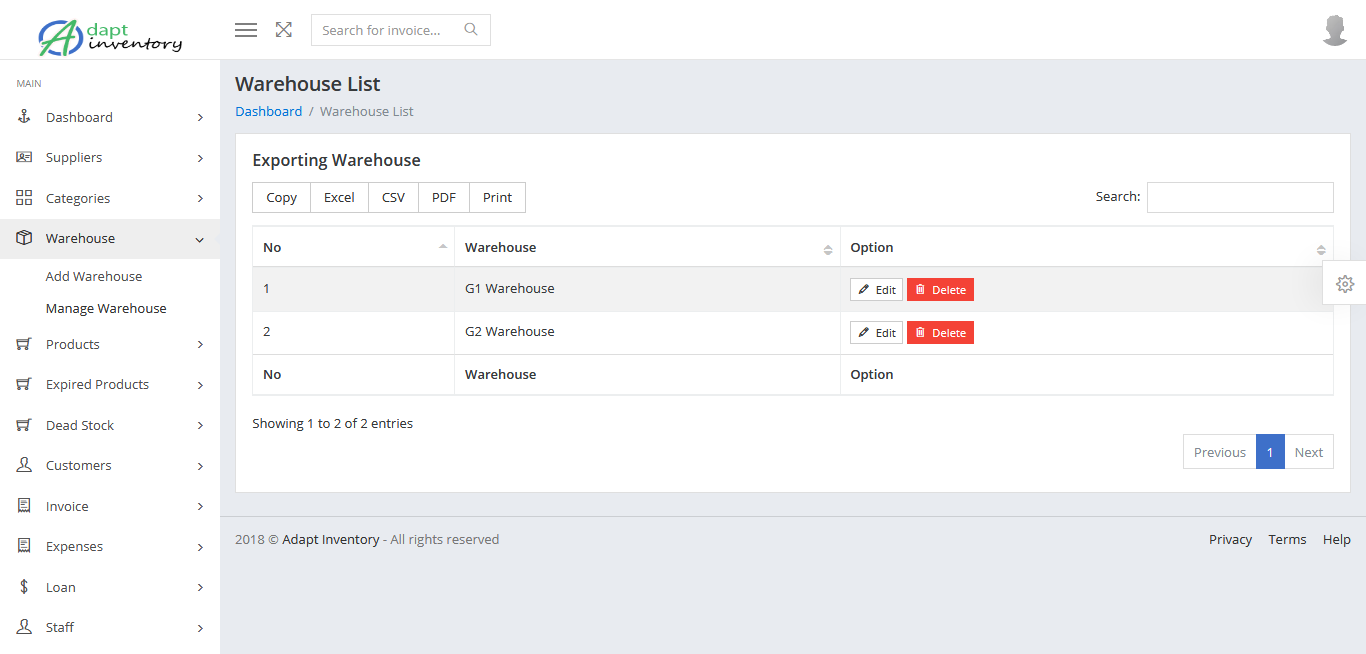 Adapt
inventory
Search for invoice...
MAIN
Dashboard
Suppliers
Categories
Warehouse
Add Warehouse
Manage Warehouse
Products
Expired Products
Dead Stock
Customers
Invoice
Expenses
Loan
Staff
Warehouse List
Dashboard / Warehouse List
Exporting Warehouse
Copy Excel CSV PDF Print Search:
No Warehouse Option
1 G1 Warehouse Edit Delete
2 G2 Warehouse Edit Delete
No Warehouse Option
Showing 1 to 2 of 2 entries
Previous 1 Next
2018 © Adapt Inventory - All rights reserved Privacy Terms Help